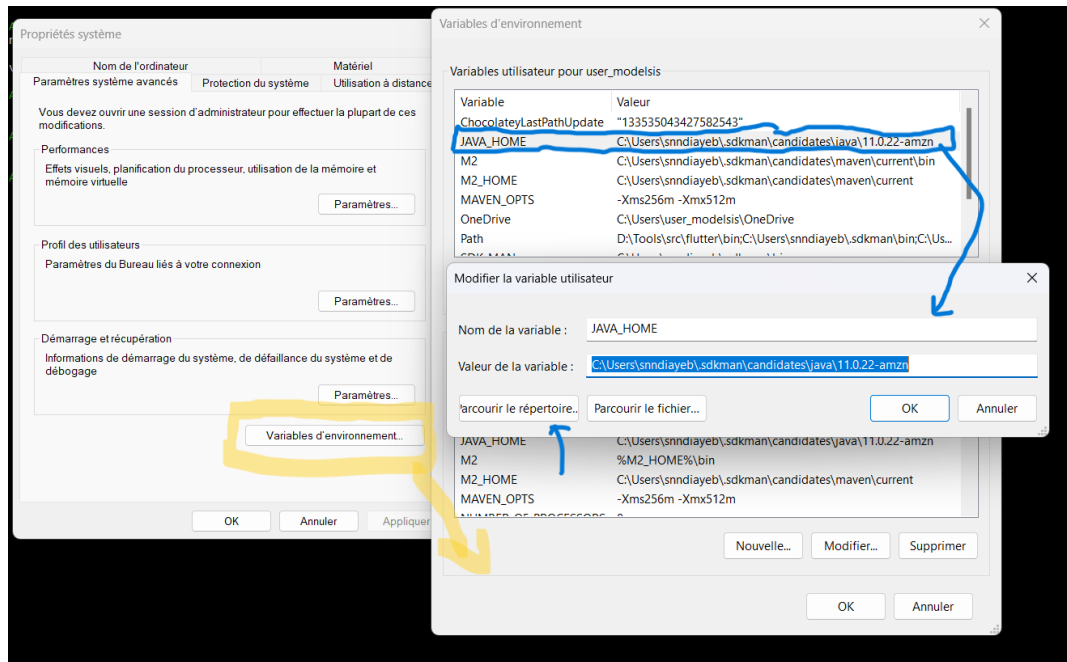 Propriétés système
Nom de l'ordinateur
Matériel
Paramètres système avancés
Protection du système
Utilisation à distance
Vous devez ouvrir une session d'administrateur pour effectuer la plupart de ces
modifications.
Performances
Effets visuels, planification du processeur, utilisation de la mémoire et
mémoire virtuelle
Paramètres...
Profil des utilisateurs
Paramètres du Bureau liés à votre connexion
Paramètres...
Démarrage et récupération
Informations de démarrage du système, de défaillance du système et de
débogage
Paramètres...
Variables d'environnement...
OK
Annuler
Appliquer
Variables d'environnement
Variables utilisateur pour user_modelsis
Variable Valeur
ChocolateyLastPathUpdate "133535043427582543"
JAVA_HOME C:\Users\snndiayeb\.sdkman\candidates\java\11.0.22-amzn
M2 C:\Users\snndiayeb\.sdkman\candidates\maven\current\bin
M2_HOME C:\Users\snndiayeb\.sdkman\candidates\maven\current
MAVEN_OPTS -Xms256m -Xmx512m
OneDrive C:\Users\user_modelsis\OneDrive
Path D:\Tools\src\flutter\bin;C:\Users\snndiayeb\.sdkman\bin;C:\Us...
Modifier la variable utilisateur
Nom de la variable : JAVA_HOME
Valeur de la variable : C:\Users\snndiayeb\.sdkman\candidates\java\11.0.22-amzn
arcourir le répertoire..
Parcourir le fichier...
OK
Annuler
JAVA_HOME C:\Users\snndiayeb\.sdkman\candidates\java\11.0.22-amzn
M2 %M2_HOME%\bin
M2_HOME C:\Users\snndiayeb\.sdkman\candidates\maven\current
MAVEN_OPTS -Xms256m -Xmx512m
NUMBER_OF_PROCESSORS
Nouvelle...
Modifier...
Supprimer
OK
Annuler